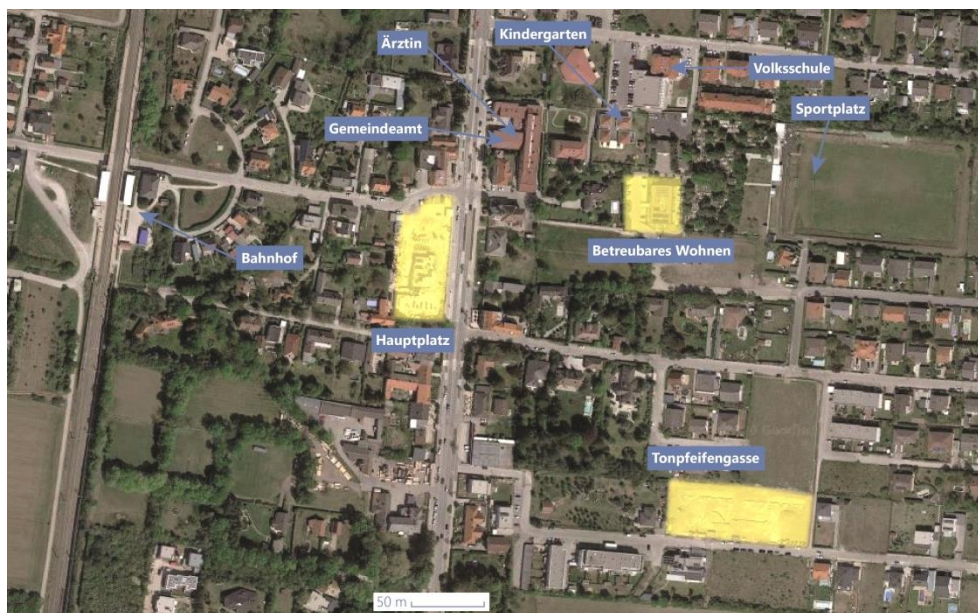 Ärztin
Kindergarten
Volksschule
Sportplatz
Gemeindeamt
Bahnhof
Betreubares Wohnen
Hauptplatz
Tonpfeifengasse
50 m